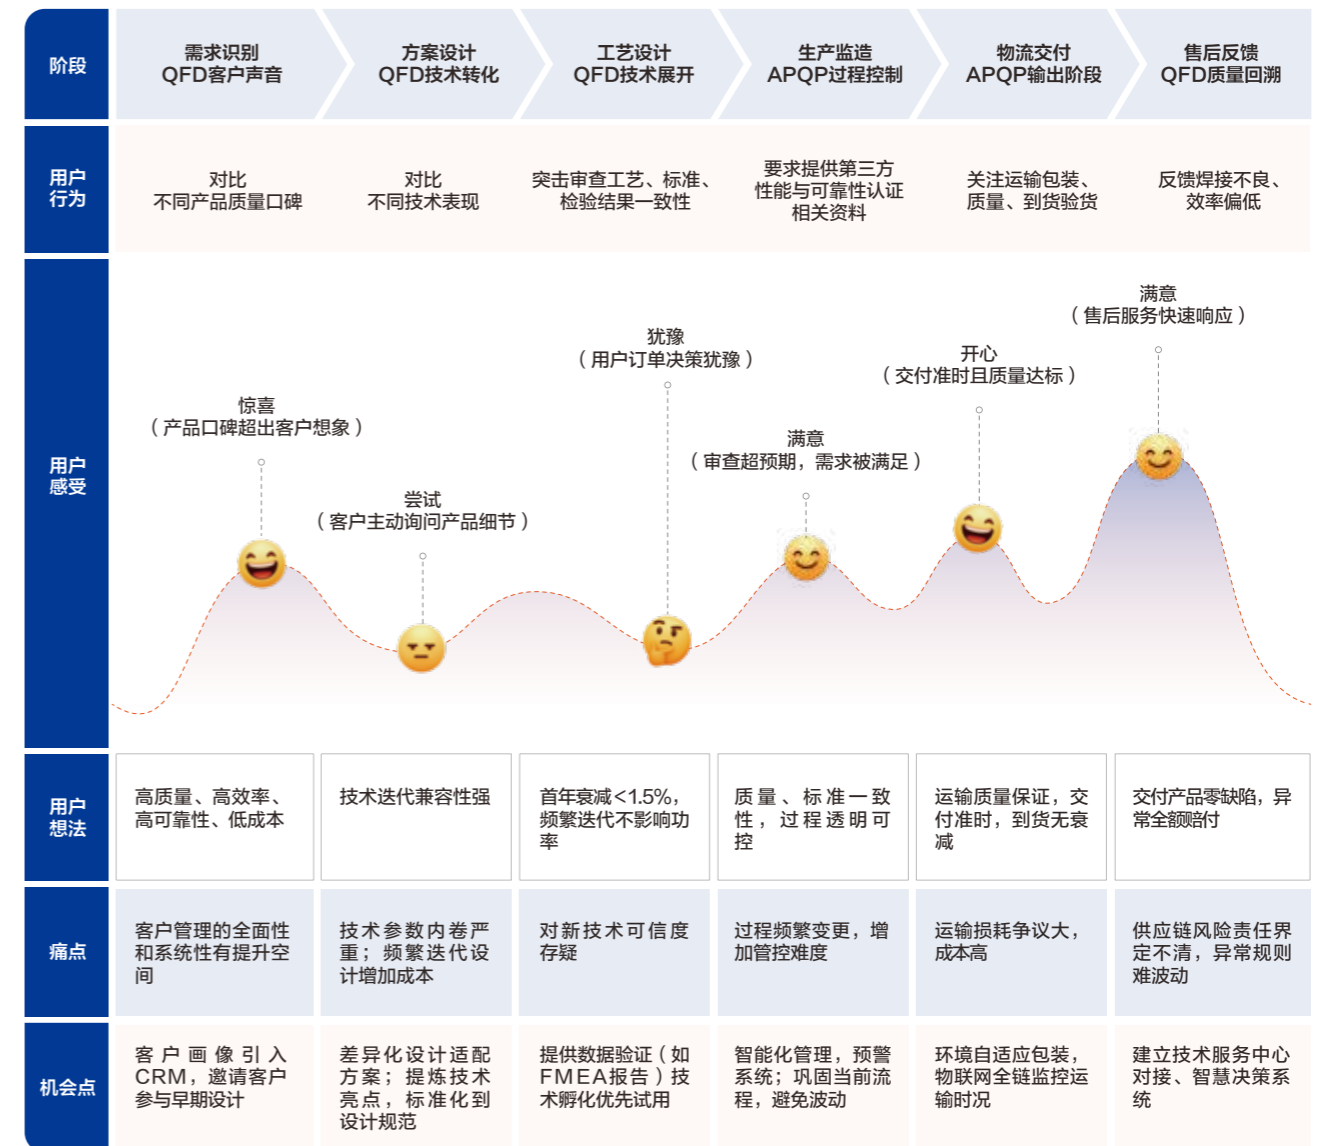 阶段
需求识别
QFD客户声音
方案设计
QFD技术转化
工艺设计
QFD技术展开
生产监造
APQP过程控制
物流交付
APQP输出阶段
售后反馈
QFD质量回溯
用户
行为
对比
不同产品质量口碑
对比
不同技术表现
突击审查工艺、标准、
检验结果一致性
要求提供第三方
性能与可靠性认证
相关资料
关注运输包装、
质量、到货验货
反馈焊接不良、
效率偏低
用户
感受
惊喜
（产品口碑超出客户想象）
尝试
（客户主动询问产品细节）
犹豫
（用户订单决策犹豫）
满意
（审查超预期，需求被满足）
开心
（交付准时且质量达标）
满意
（售后服务快速响应）
用户
想法
高质量、高效率、
高可靠性、低成本
技术迭代兼容性强
首年衰减<1.5%，
频繁迭代不影响功
率
质量、标准一致
性，过程透明可
控
运输质量保证，交
付准时，到货无衰
减
交付产品零缺陷，异
常全额赔付
痛点
客户管理的全面性
和系统性有提升空
间
技术参数内卷严
重；频繁迭代设
计增加成本
对新技术可信度
存疑
过程频繁变更，增
加管控难度
运输损耗争议大，
成本高
供应链风险责任界
定不清，异常规则
难波动
机会点
客户画像引入
CRM，邀请客户
参与早期设计
差异化设计适配
方案；提炼技术
亮点，标准化到
设计规范
提供数据验证（如
FMEA报告）技
术孵化优先试用
智能化管理，预警
系统；巩固当前流
程，避免波动
环境自适应包装，
物联网全链监控运
输时况
建立技术服务中心
对接、智慧决策系
统